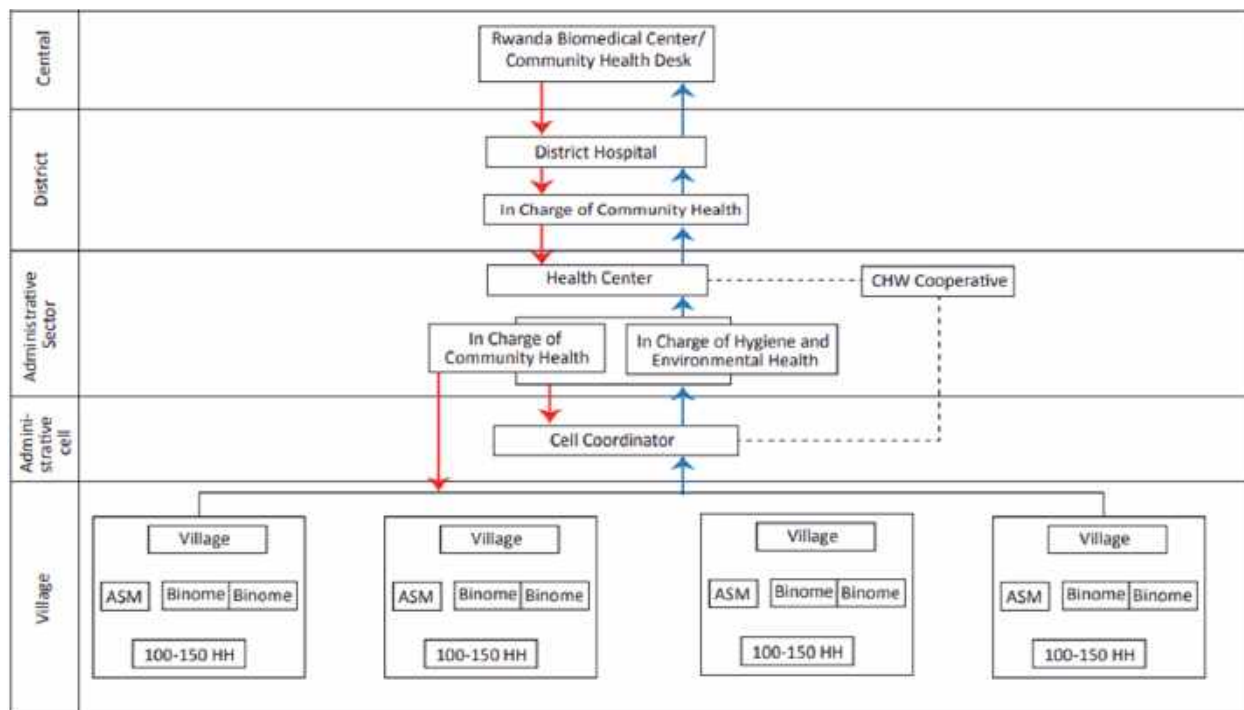 Central
Rwanda Biomedical Center/
Community Health Desk
District
District Hospital
In Charge of Community Health
Administrative
Sector
Health Center
CHW Cooperative
In Charge of
Community Health
In Charge of Hygiene and
Environmental Health
Admini-
strative
cell
Cell Coordinator
Village
Village
ASM
Binome
Binome
100-150 HH
Village
ASM
Binome
Binome
100-150 HH
Village
ASM
Binome
Binome
100-150 HH
Village
ASM
Binome
Binome
100-150 HH